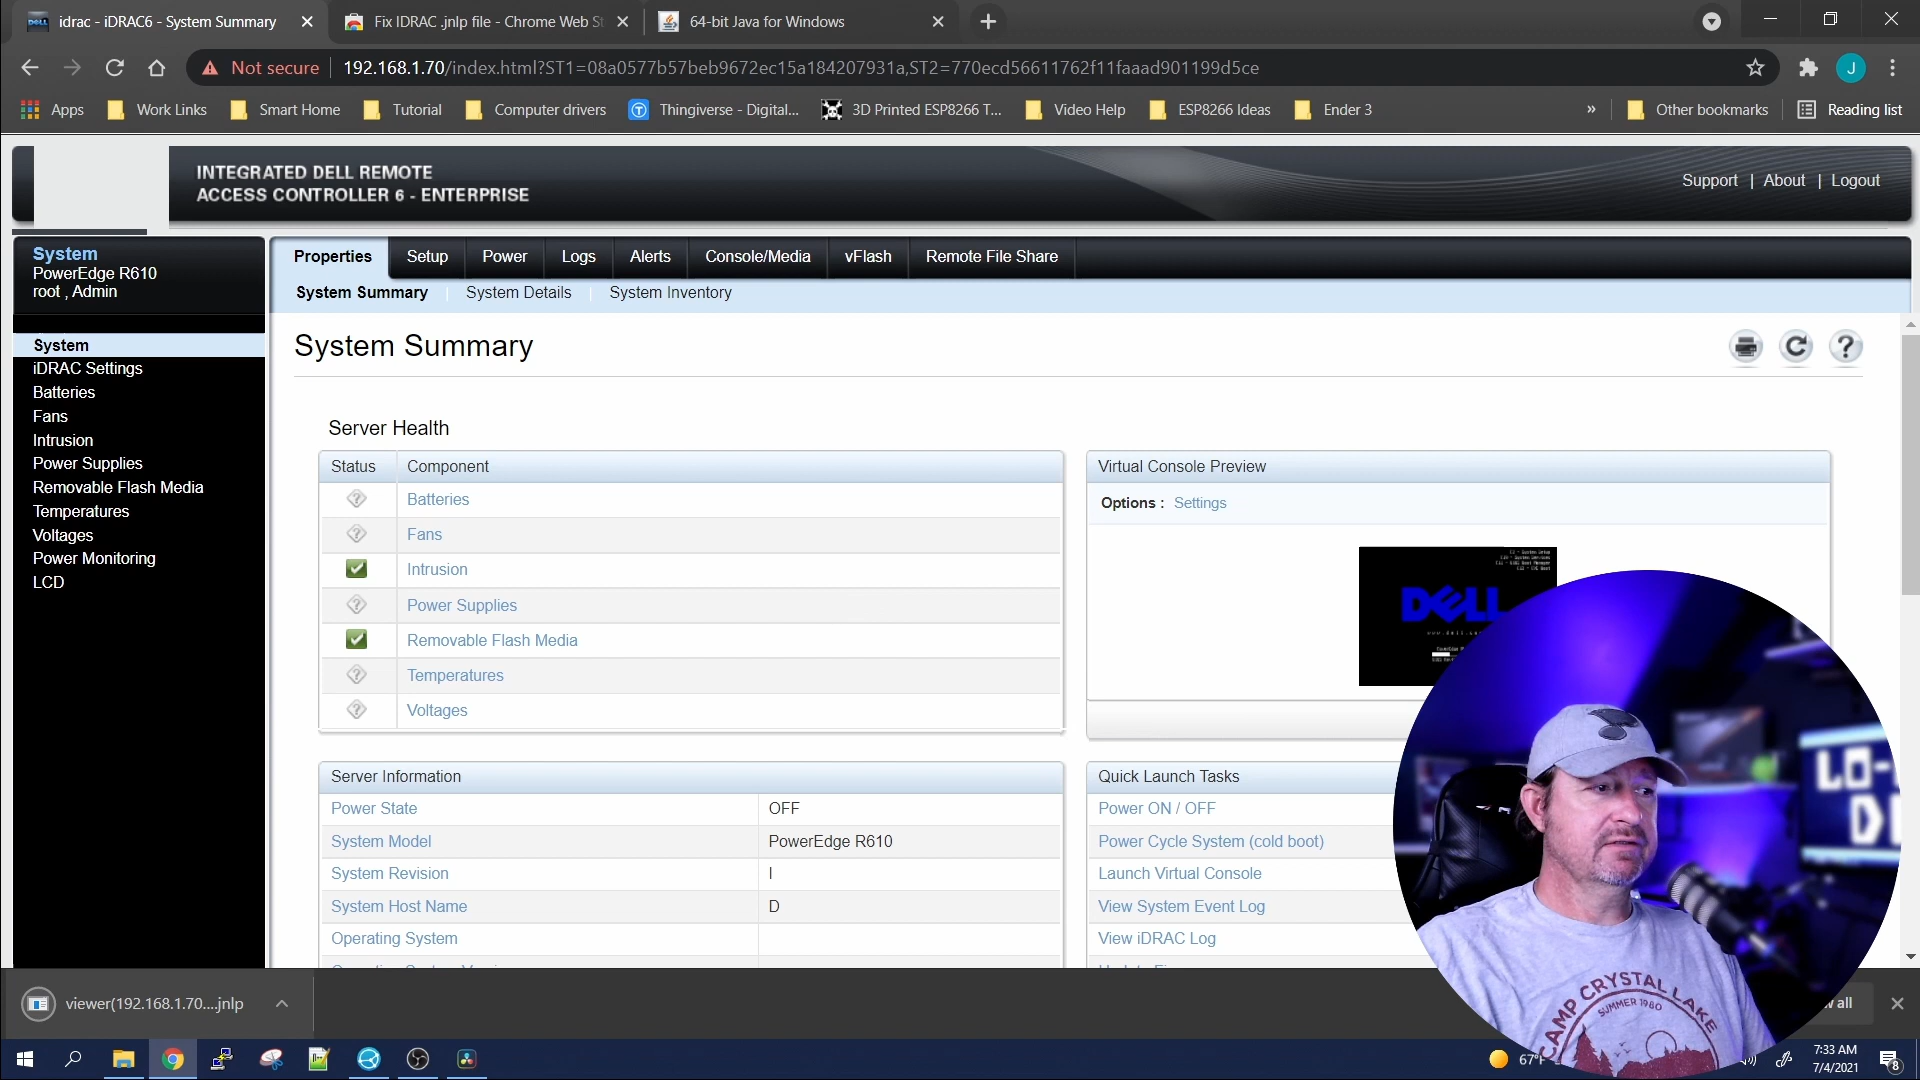 idrac - iDRAC6 - System Summary
Fix IDRAC .jnlp file - Chrome Web St
64-bit Java for Windows
Not secure
192.168.1.70/index.html?ST1=08a0577b57beb9672ec15a184207931a,ST2=770ecd56611762f11faaad901199d5ce
J
Apps
Work Links
Smart Home
Tutorial
Computer drivers
Thingiverse - Digital...
3D Printed ESP8266 T...
Video Help
ESP8266 Ideas
Ender 3
»
Other bookmarks
Reading list
INTEGRATED DELL REMOTE
ACCESS CONTROLLER 6 - ENTERPRISE
Support | About | Logout
System
PowerEdge R610
root , Admin
Properties
Setup
Power
Logs
Alerts
Console/Media
vFlash
Remote File Share
System Summary
System Details
System Inventory
System
iDRAC Settings
Batteries
Fans
Intrusion
Power Supplies
Removable Flash Media
Temperatures
Voltages
Power Monitoring
LCD
System Summary
Server Health
Status
Component
Batteries
Fans
Intrusion
Power Supplies
Removable Flash Media
Temperatures
Voltages
Virtual Console Preview
Options : Settings
DELL
Server Information
Power State
OFF
System Model
PowerEdge R610
System Revision
I
System Host Name
D
Operating System
Quick Launch Tasks
Power ON / OFF
Power Cycle System (cold boot)
Launch Virtual Console
View System Event Log
View iDRAC Log
LO-
CAMP CRYSTAL LAKE
SUMMER 1980
viewer(192.168.1.70....jnlp
all
67°F
7:33 AM
7/4/2021
8